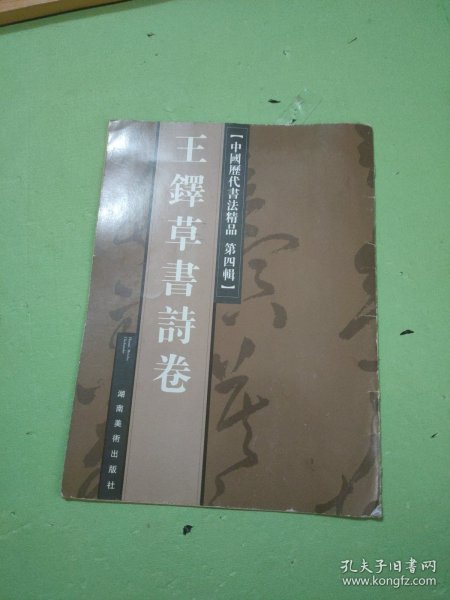 【中國歷代書法精品 第四輯】
王鐸草書詩卷
湖南美術出版社
孔夫子旧书网
www.kongfz.com